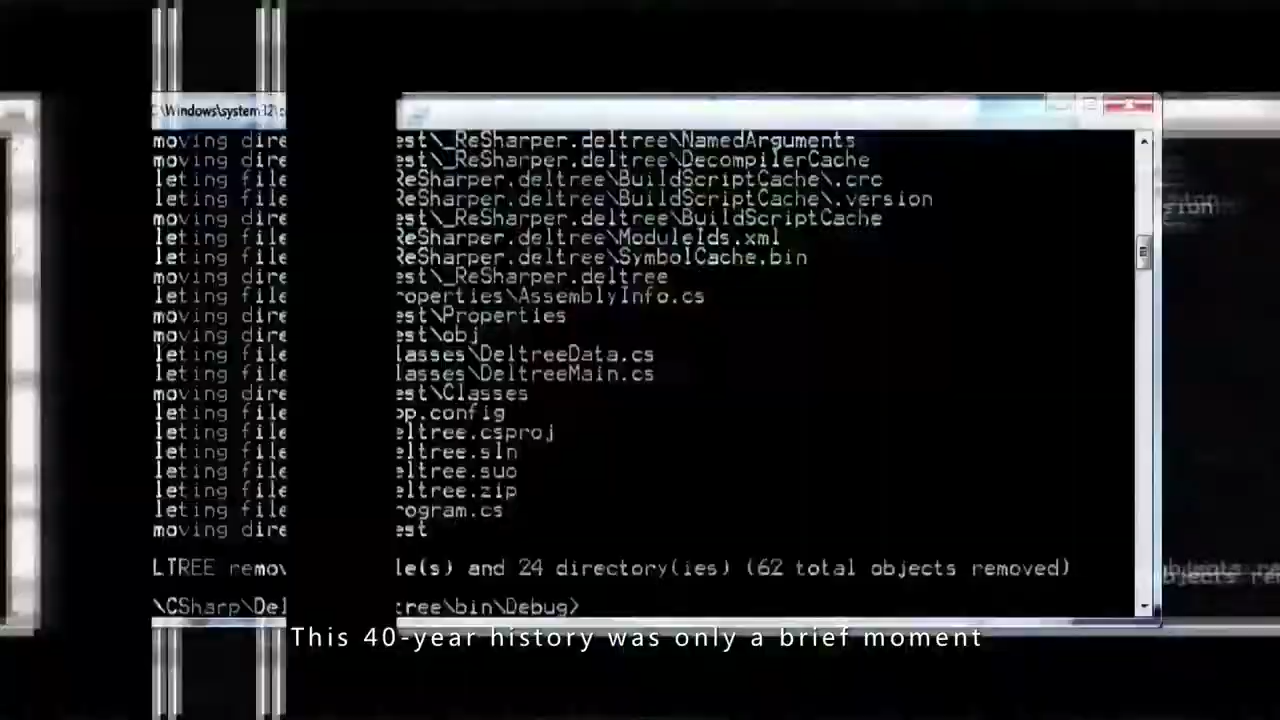 C:\Windows\system32\c
moving dire est\_ReSharper.deltree\NamedArguments
moving dire est\_ReSharper.deltree\DecompilerCache
leting file ReSharper.deltree\BuildScriptCache\.crc
leting file ReSharper.deltree\BuildScriptCache\.version
moving dire est\_ReSharper.deltree\BuildScriptCache
leting file ReSharper.deltree\ModuleIds.xml
leting file ReSharper.deltree\SymbolCache.bin
moving dire est\_ReSharper.deltree
leting file roperties\AssemblyInfo.cs
moving dire est\Properties
moving dire est\obj
leting file lasses\DeltreeData.cs
leting file lasses\DeltreeMain.cs
moving dire est\Classes
leting file pp.config
leting file eltree.csproj
leting file eltree.sln
leting file eltree.suo
leting file eltree.zip
leting file rogram.cs
moving dire est
LTREE remov le(s) and 24 directory(ies) (62 total objects removed)
\CSharp\Del tree\bin\Debug>
This 40-year history was only a brief moment